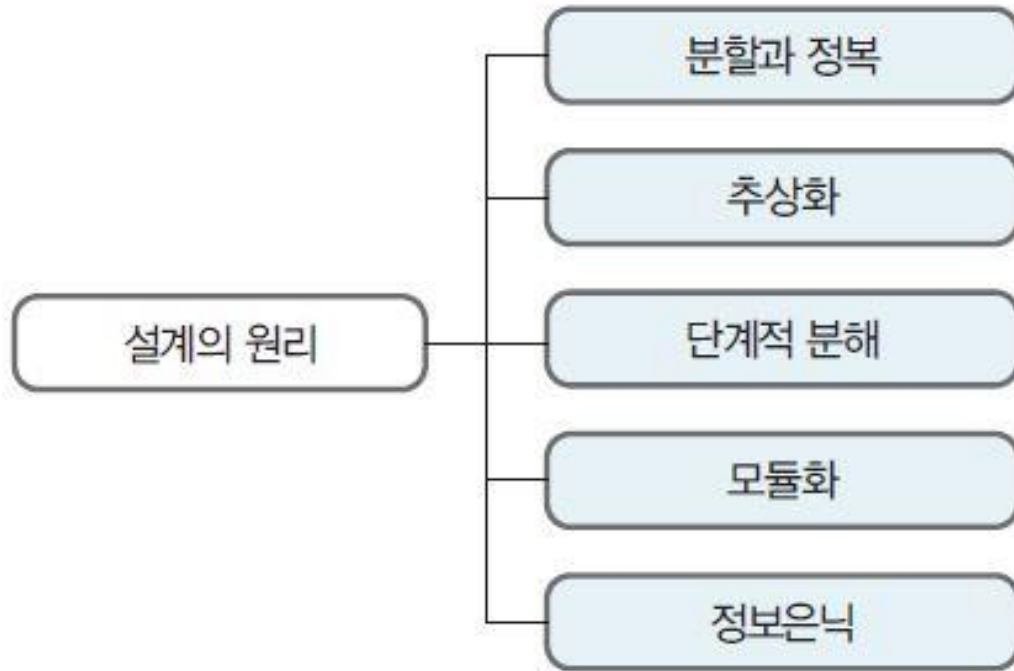 분할과 정복
추상화
설계의 원리
단계적 분해
모듈화
정보은닉